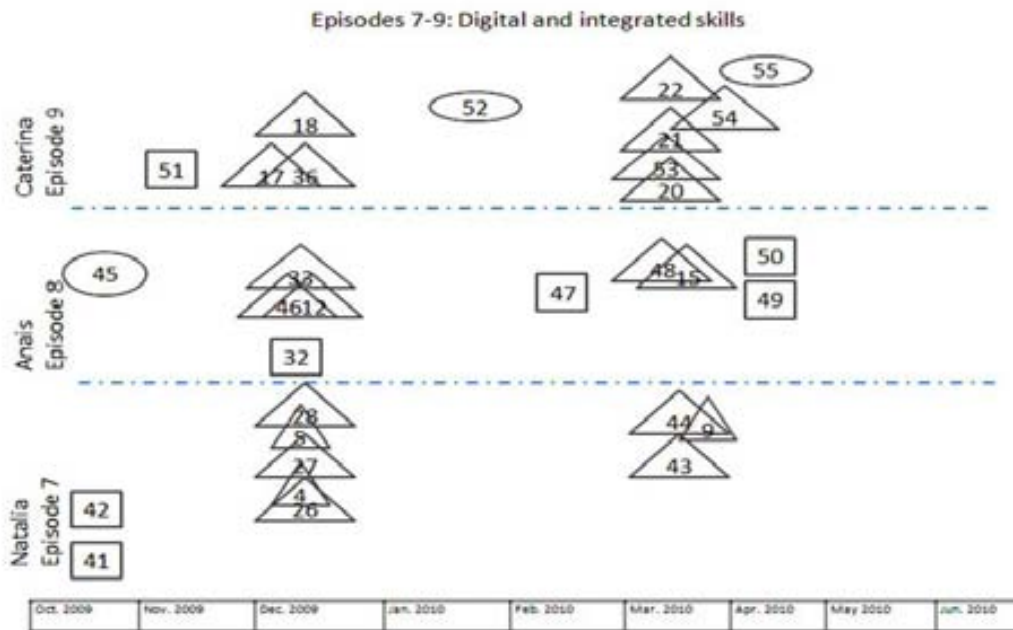 Episodes 7-9: Digital and integrated skills
Caterina
Episode 9
55
22
52
54
18
21
51
17
36
53
20
Anais
Episode 8
45
33
48
15
50
47
49
46
12
32
Natalia
Episode 7
28
44
9
27
43
4
42
26
41
Oct. 2009
Nov. 2009
Dec. 2009
Jan. 2010
Feb. 2010
Mar. 2010
Apr. 2010
May 2010
Jun. 2010